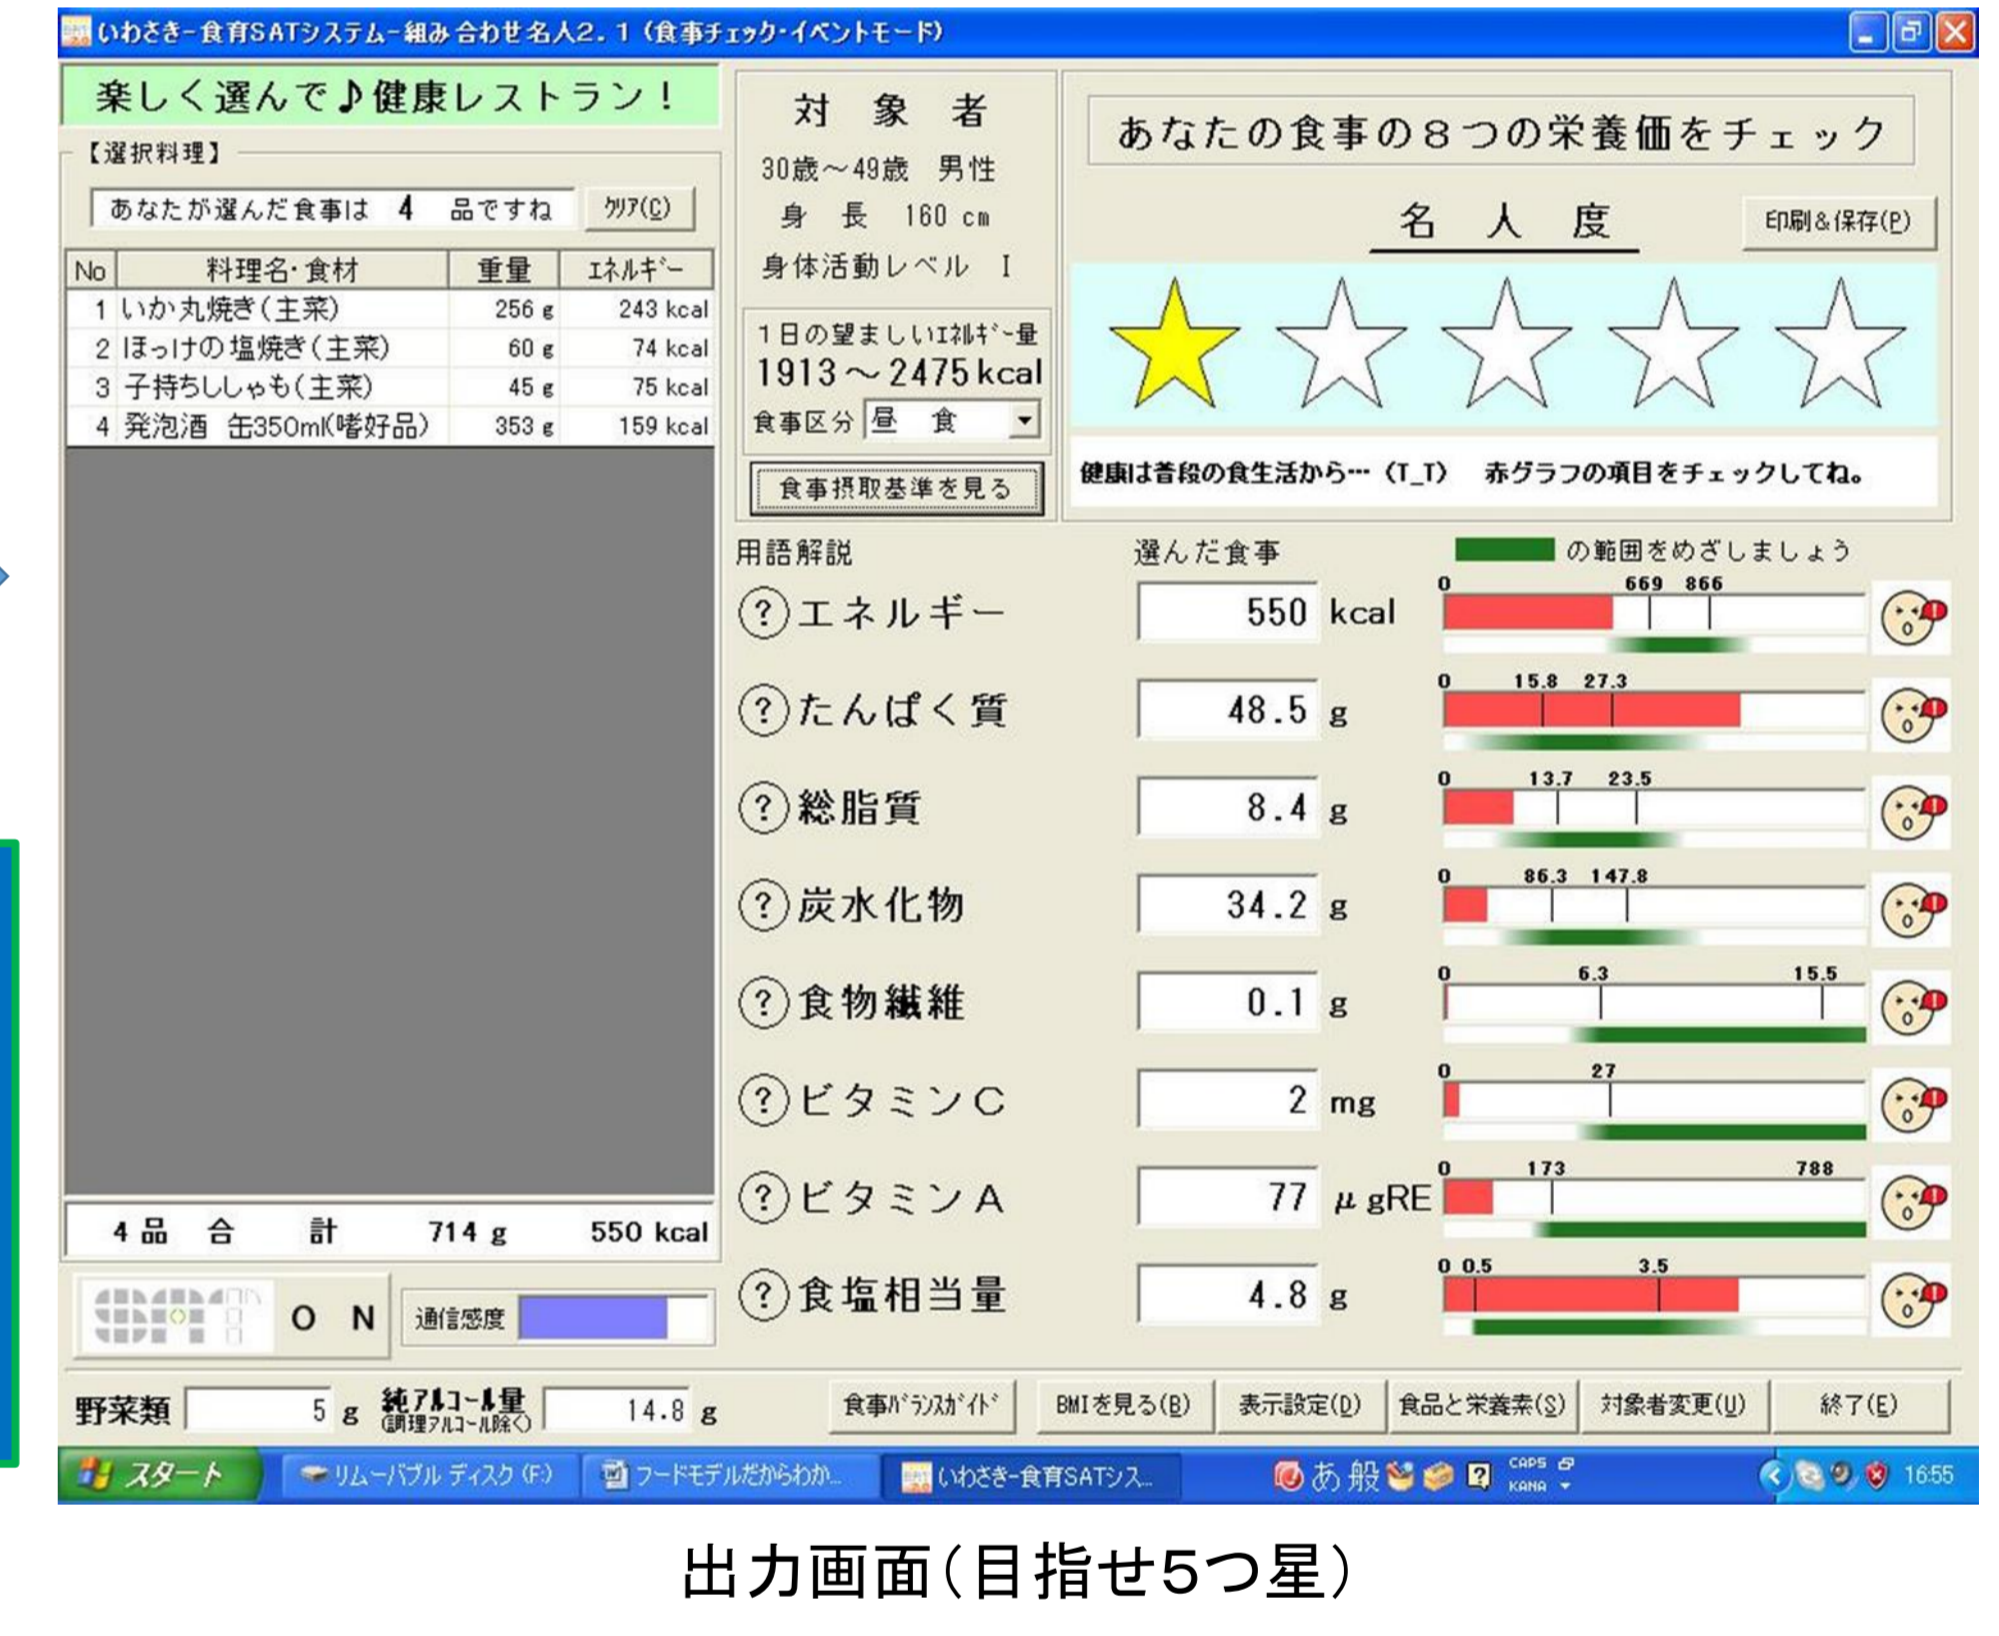 いわさき-食育SATシステム-組み合わせ名人2.1（食事チェック・イベントモード）
楽しく選んで♪健康レストラン！
【選択料理】
あなたが選んだ食事は 4 品ですね
クリア(C)
No 料理名・食材 重量 エネルギー
1 いか丸焼き(主菜) 256 g 243 kcal
2 ほっけの塩焼き(主菜) 60 g 74 kcal
3 子持ちししゃも(主菜) 45 g 75 kcal
4 発泡酒 缶350ml(嗜好品) 353 g 159 kcal
4品 合 計 714 g 550 kcal
O N
通信感度
対 象 者
30歳～49歳 男性
身 長 160 cm
身体活動レベル Ⅰ
1日の望ましいエネルギー量
1913～2475kcal
食事区分 昼 食
食事摂取基準を見る
あなたの食事の8つの栄養価をチェック
名 人 度
印刷&保存(P)
健康は普段の食生活から…（T_T） 赤グラフの項目をチェックしてね。
用語解説 選んだ食事 の範囲をめざしましょう
? エネルギー 550 kcal 0 669 866
? たんぱく質 48.5 g 0 15.8 27.3
? 総脂質 8.4 g 0 13.7 23.5
? 炭水化物 34.2 g 0 86.3 147.8
? 食物繊維 0.1 g 0 6.3 15.5
? ビタミンC 2 mg 0 27
? ビタミンA 77 μgRE 0 173 788
? 食塩相当量 4.8 g 0 0.5 3.5
野菜類 5 g 純アルコール量 14.8 g
(調理アルコール除く)
食事バランスガイド
BMIを見る(B)
表示設定(D)
食品と栄養素(S)
対象者変更(U)
終了(E)
スタート
リムーバブル ディスク (F:)
フードモデルだからわか...
いわさき-食育SATシス...
あ 般
CAPS
KANA
16:55
出力画面（目指せ5つ星）